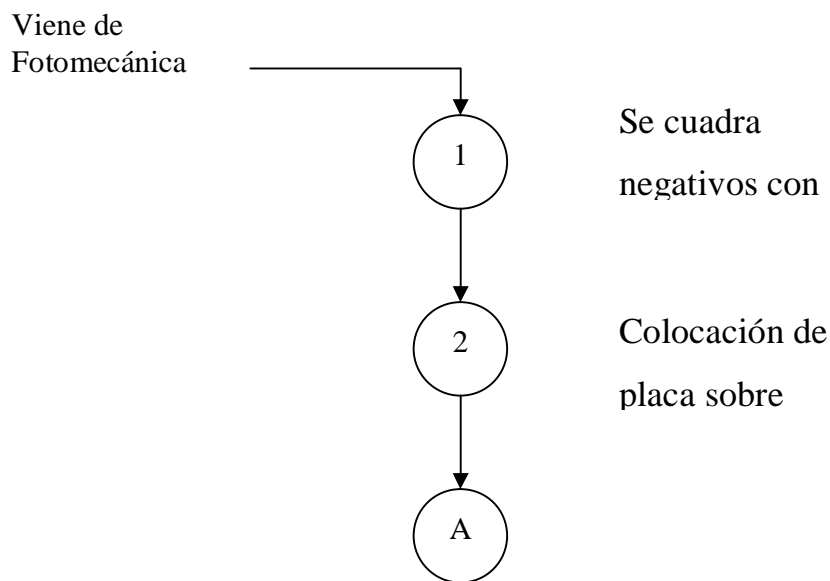 Viene de
Fotomecánica
1
Se cuadra
negativos con
2
Colocación de
placa sobre
A